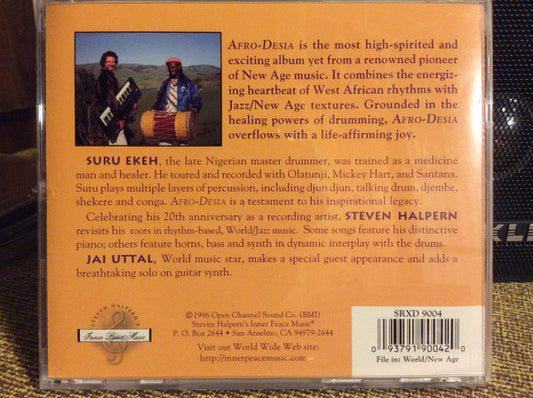 AFRO-DESIA is the most high-spirited and
exciting album yet from a renowned pioneer
of New Age music. It combines the energiz-
ing heartbeat of West African rhythms with
Jazz/New Age textures. Grounded in the
healing powers of drumming, AFRO-DESIA
overflows with a life-affirming joy.
SURU EKEH, the late Nigerian master drummer, was trained as a medicine
man and healer. He toured and recorded with Olatunji, Mickey Hart, and Santana.
Suru plays multiple layers of percussion, including djun djun, talking drum, djembe,
shekere and conga. AFRO-DESIA is a testament to his inspirational legacy.
Celebrating his 20th anniversary as a recording artist, STEVEN HALPERN
revisits his roots in rhythm-based, World/Jazz music. Some songs feature his distinctive
piano; others feature horns, bass and synth in dynamic interplay with the drums.
JAI UTTAL, World music star, makes a special guest appearance and adds a
breathtaking solo on guitar synth.
STEVEN HALPERN'S
Inner Peace Music
©1996 Open Channel Sound Co. (BMI)
Steven Halpern's Inner Peace Music®
P. O. Box 2644 • San Anselmo, CA 94979-2644
Visit our World Wide Web site:
http://innerpeacemusic.com
SRXD 9004
0 93791 90042 0
File in: World/New Age
KLI